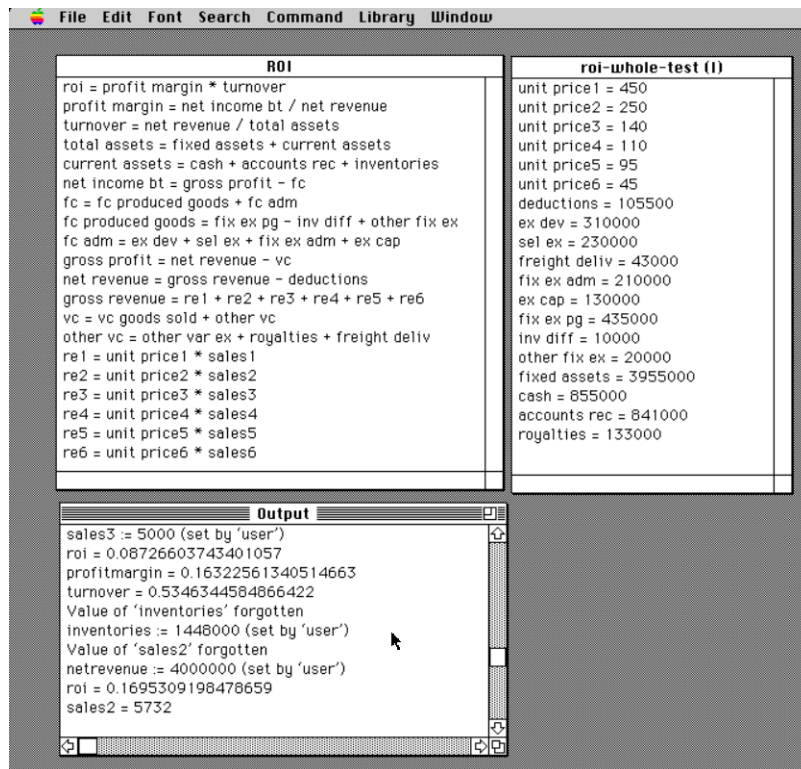 File Edit Font Search Command Library Window
ROI
roi = profit margin * turnover
profit margin = net income bt / net revenue
turnover = net revenue / total assets
total assets = fixed assets + current assets
current assets = cash + accounts rec + inventories
net income bt = gross profit - fc
fc = fc produced goods + fc adm
fc produced goods = fix ex pg - inv diff + other fix ex
fc adm = ex dev + sel ex + fix ex adm + ex cap
gross profit = net revenue - vc
net revenue = gross revenue - deductions
gross revenue = re1 + re2 + re3 + re4 + re5 + re6
vc = vc goods sold + other vc
other vc = other var ex + royalties + freight deliv
re1 = unit price1 * sales1
re2 = unit price2 * sales2
re3 = unit price3 * sales3
re4 = unit price4 * sales4
re5 = unit price5 * sales5
re6 = unit price6 * sales6
roi-whole-test (I)
unit price1 = 450
unit price2 = 250
unit price3 = 140
unit price4 = 110
unit price5 = 95
unit price6 = 45
deductions = 105500
ex dev = 310000
sel ex = 230000
freight deliv = 43000
fix ex adm = 210000
ex cap = 130000
fix ex pg = 435000
inv diff = 10000
other fix ex = 20000
fixed assets = 3955000
cash = 855000
accounts rec = 841000
royalties = 133000
Output
sales3 := 5000 (set by 'user')
roi = 0.08726603743401057
profitmargin = 0.16322561340514663
turnover = 0.5346344584866422
Value of 'inventories' forgotten
inventories := 1448000 (set by 'user')
Value of 'sales2' forgotten
netrevenue := 4000000 (set by 'user')
roi = 0.1695309198478659
sales2 = 5732